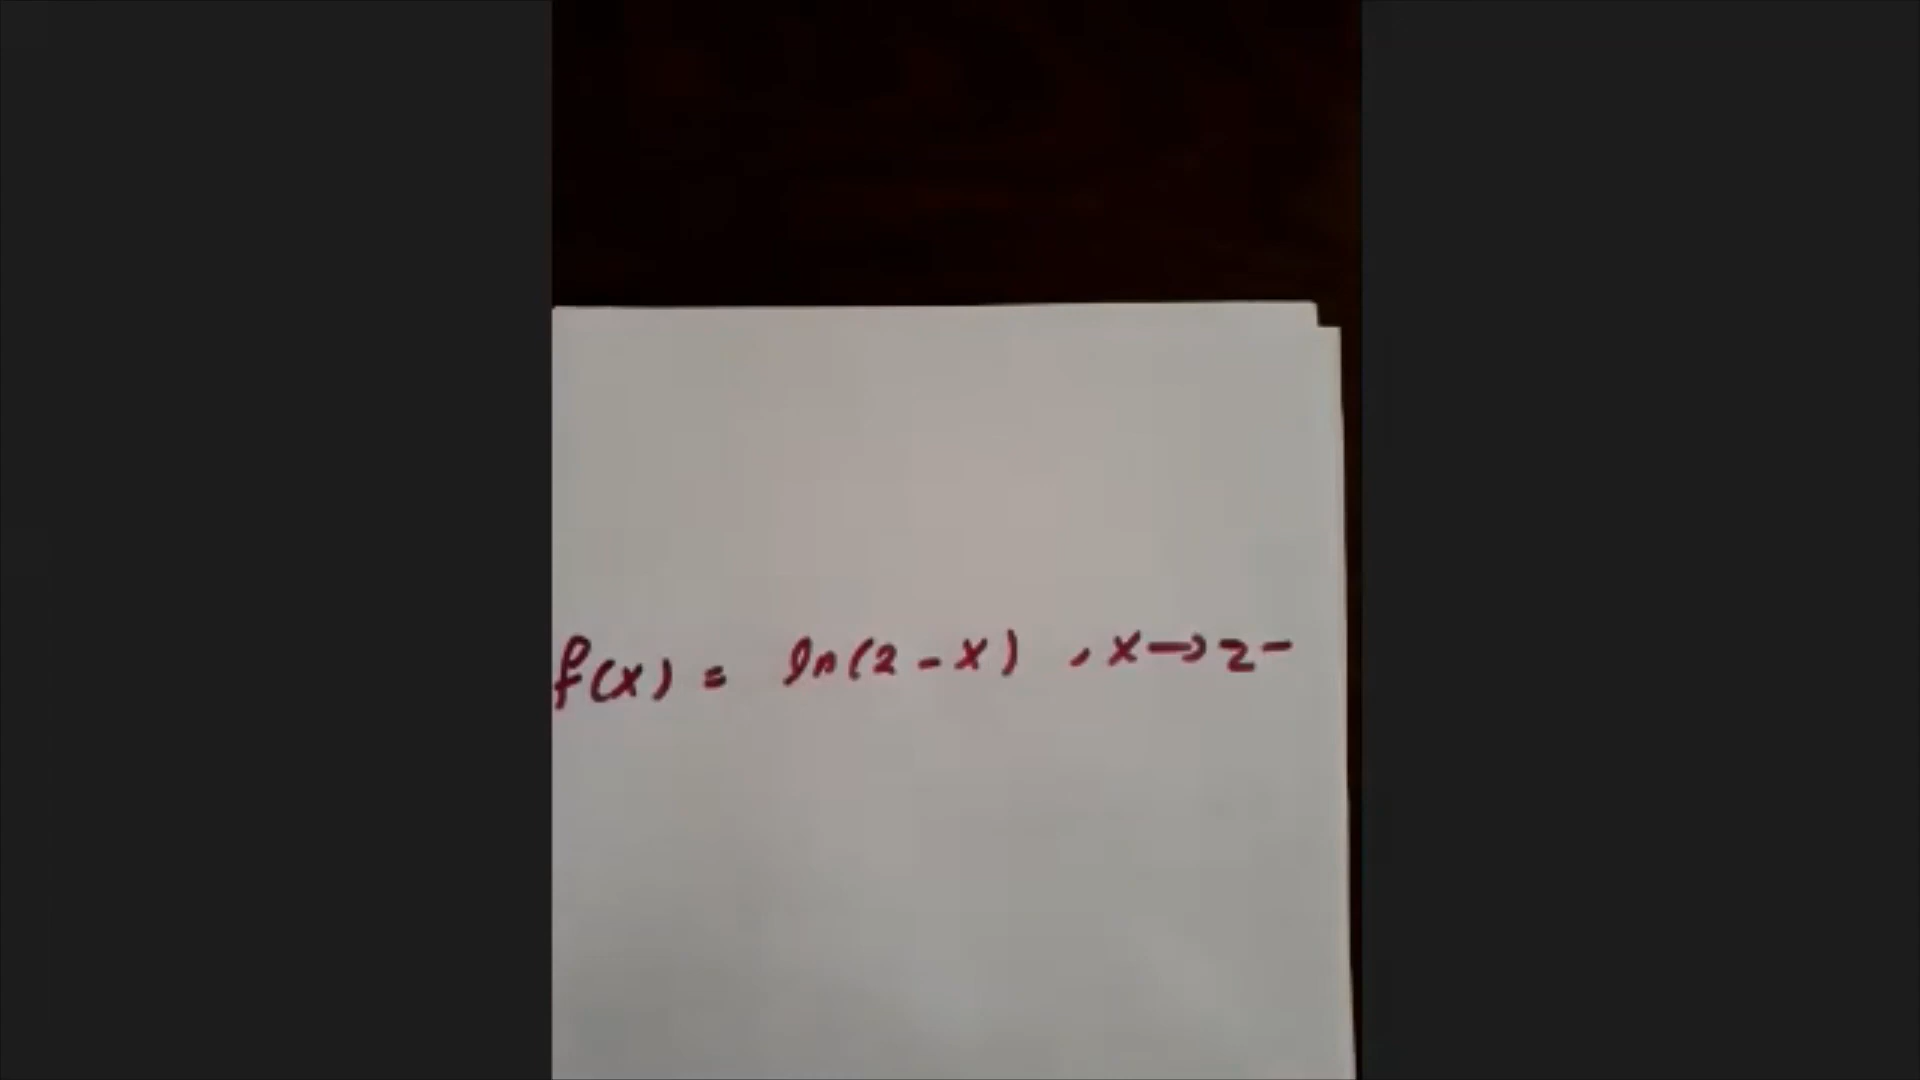 f(x) = ln(2-x) , x→2-